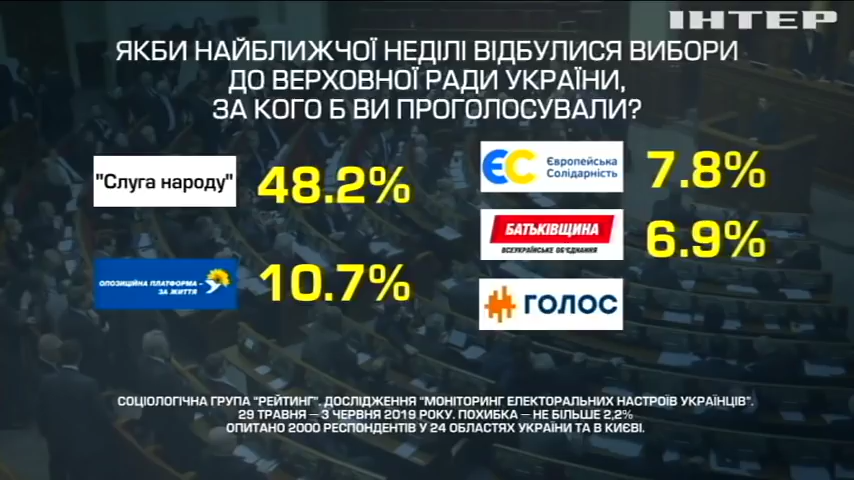 ІНТЕР
ЯКБИ НАЙБЛИЖЧОЇ НЕДІЛІ ВІДБУЛИСЯ ВИБОРИ
ДО ВЕРХОВНОЇ РАДИ УКРАЇНИ,
ЗА КОГО Б ВИ ПРОГОЛОСУВАЛИ?
"Слуга народу" 48.2%
ОПОЗИЦІЙНА ПЛАТФОРМА –
ЗА ЖИТТЯ
10.7%
ЄС Європейська
Солідарність
7.8%
БАТЬКІВЩИНА
ВСЕУКРАЇНСЬКЕ ОБ'ЄДНАННЯ
6.9%
ГОЛОС
СОЦІОЛОГІЧНА ГРУПА "РЕЙТИНГ". ДОСЛІДЖЕННЯ "МОНІТОРИНГ ЕЛЕКТОРАЛЬНИХ НАСТРОЇВ УКРАЇНЦІВ".
29 ТРАВНЯ – 3 ЧЕРВНЯ 2019 РОКУ. ПОХИБКА – НЕ БІЛЬШЕ 2,2%
ОПИТАНО 2000 РЕСПОНДЕНТІВ У 24 ОБЛАСТЯХ УКРАЇНИ ТА В КИЄВІ.